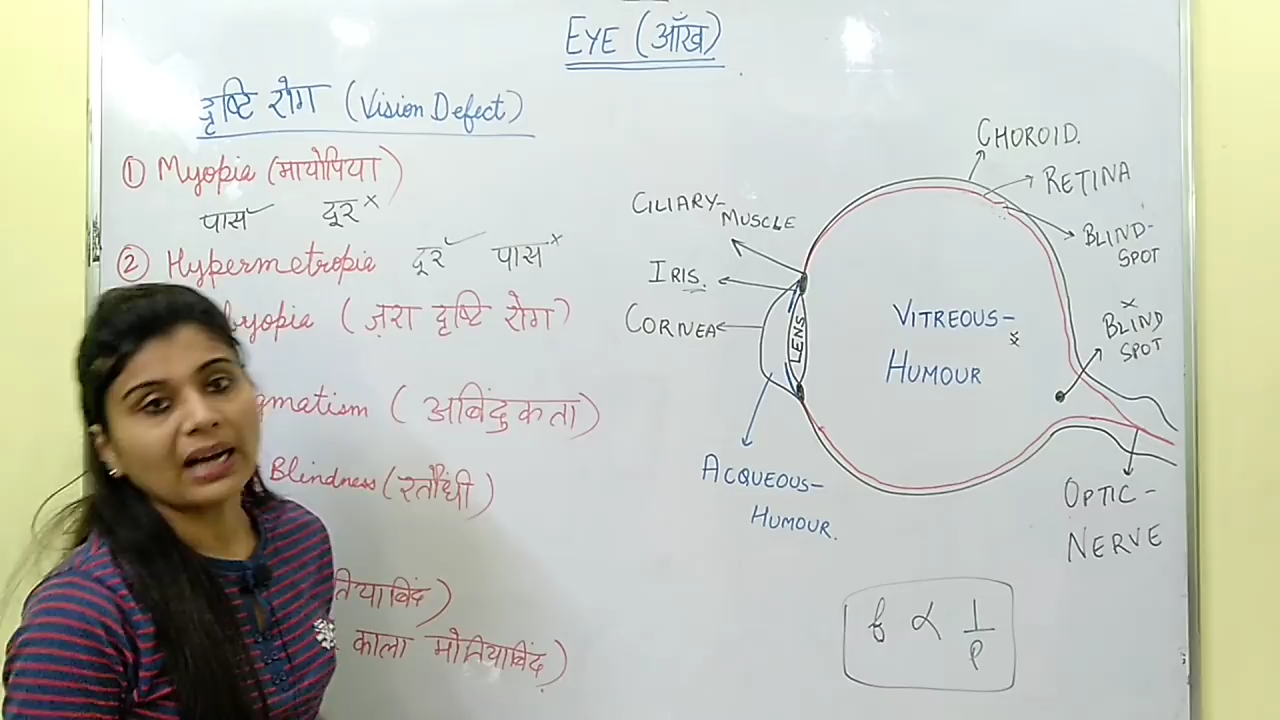 EYE (आँख)
दृष्टि रोग (Vision Defect)
① Myopia (मायोपिया)
पास✓ दूर×
② Hypermetropia दूर✓ पास×
yopia (ज़रा दृष्टि रोग)
gmatism (अबिंदुकता)
Blindness (रतौंधी)
तियाबिंद)
काला मोतियाबिंद)
CHOROID.
RETINA
BLIND-
SPOT
CILIARY-
MUSCLE
IRIS.
CORNEA
LENS
VITREOUS-
HUMOUR
BLIND
SPOT
ACQEOUS-
HUMOUR.
OPTIC-
NERVE
f ∝ 1/P